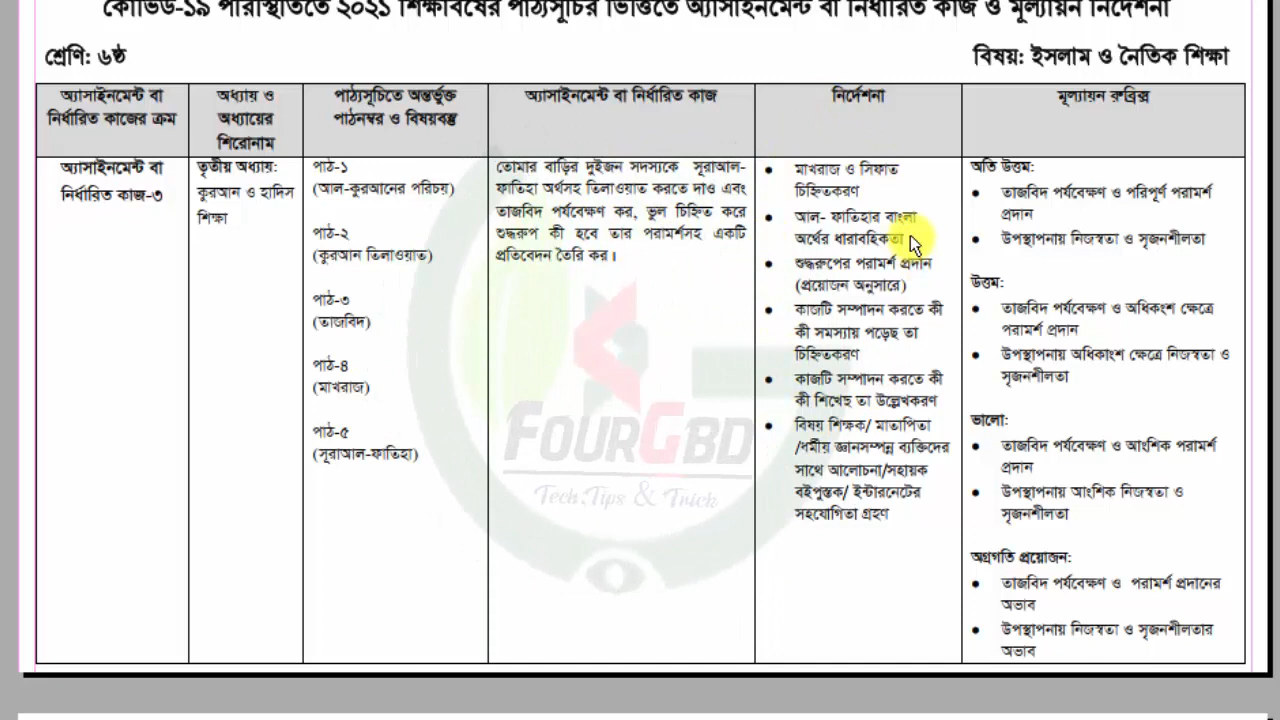 কোভিড-১৯ পরিস্থিতিতে ২০২১ শিক্ষাবর্ষের পাঠ্যসূচির ভিত্তিতে অ্যাসাইনমেন্ট বা নির্ধারিত কাজ ও মূল্যায়ন নির্দেশনা
শ্রেণি: ৬ষ্ঠ
বিষয়: ইসলাম ও নৈতিক শিক্ষা
অ্যাসাইনমেন্ট বা
নির্ধারিত কাজের ক্রম
অধ্যায় ও
অধ্যায়ের
শিরোনাম
পাঠ্যসূচিতে অন্তর্ভুক্ত
পাঠনম্বর ও বিষয়বস্তু
অ্যাসাইনমেন্ট বা নির্ধারিত কাজ
নির্দেশনা
মূল্যায়ন রুব্রিক্স
অ্যাসাইনমেন্ট বা
নির্ধারিত কাজ-৩
তৃতীয় অধ্যায়:
কুরআন ও হাদিস
শিক্ষা
পাঠ-১
(আল-কুরআনের পরিচয়)
পাঠ-২
(কুরআন তিলাওয়াত)
পাঠ-৩
(তাজবিদ)
পাঠ-৪
(মাখরাজ)
পাঠ-৫
(সূরাআল-ফাতিহা)
তোমার বাড়ির দুইজন সদস্যকে সূরাআল-
ফাতিহা অর্থসহ তিলাওয়াত করতে দাও এবং
তাজবিদ পর্যবেক্ষণ কর, ভুল চিহ্নিত করে
শুদ্ধরুপ কী হবে তার পরামর্শসহ একটি
প্রতিবেদন তৈরি কর।
• মাখরাজ ও সিফাত
চিহ্নিতকরণ
• আল- ফাতিহার বাংলা
অর্থের ধারাবহিকতা
• শুদ্ধরুপের পরামর্শ প্রদান
(প্রয়োজন অনুসারে)
• কাজটি সম্পাদন করতে কী
কী সমস্যায় পড়েছ তা
চিহ্নিতকরণ
• কাজটি সম্পাদন করতে কী
কী শিখেছ তা উল্লেখকরণ
• বিষয় শিক্ষক/ মাতাপিতা
/ধর্মীয় জ্ঞানসম্পন্ন ব্যক্তিদের
সাথে আলোচনা/সহায়ক
বইপুস্তক/ ইন্টারনেটের
সহযোগিতা গ্রহণ
অতি উত্তম:
• তাজবিদ পর্যবেক্ষণ ও পরিপূর্ণ পরামর্শ
প্রদান
• উপস্থাপনায় নিজস্বতা ও সৃজনশীলতা
উত্তম:
• তাজবিদ পর্যবেক্ষণ ও অধিকংশ ক্ষেত্রে
পরামর্শ প্রদান
• উপস্থাপনায় অধিকাংশ ক্ষেত্রে নিজস্বতা ও
সৃজনশীলতা
ভালো:
• তাজবিদ পর্যবেক্ষণ ও আংশিক পরামর্শ
প্রদান
• উপস্থাপনায় আংশিক নিজস্বতা ও
সৃজনশীলতা
অগ্রগতি প্রয়োজন:
• তাজবিদ পর্যবেক্ষণ ও পরামর্শ প্রদানের
অভাব
• উপস্থাপনায় নিজস্বতা ও সৃজনশীলতার
অভাব
FOURGBD
Tech,Tips & Trick